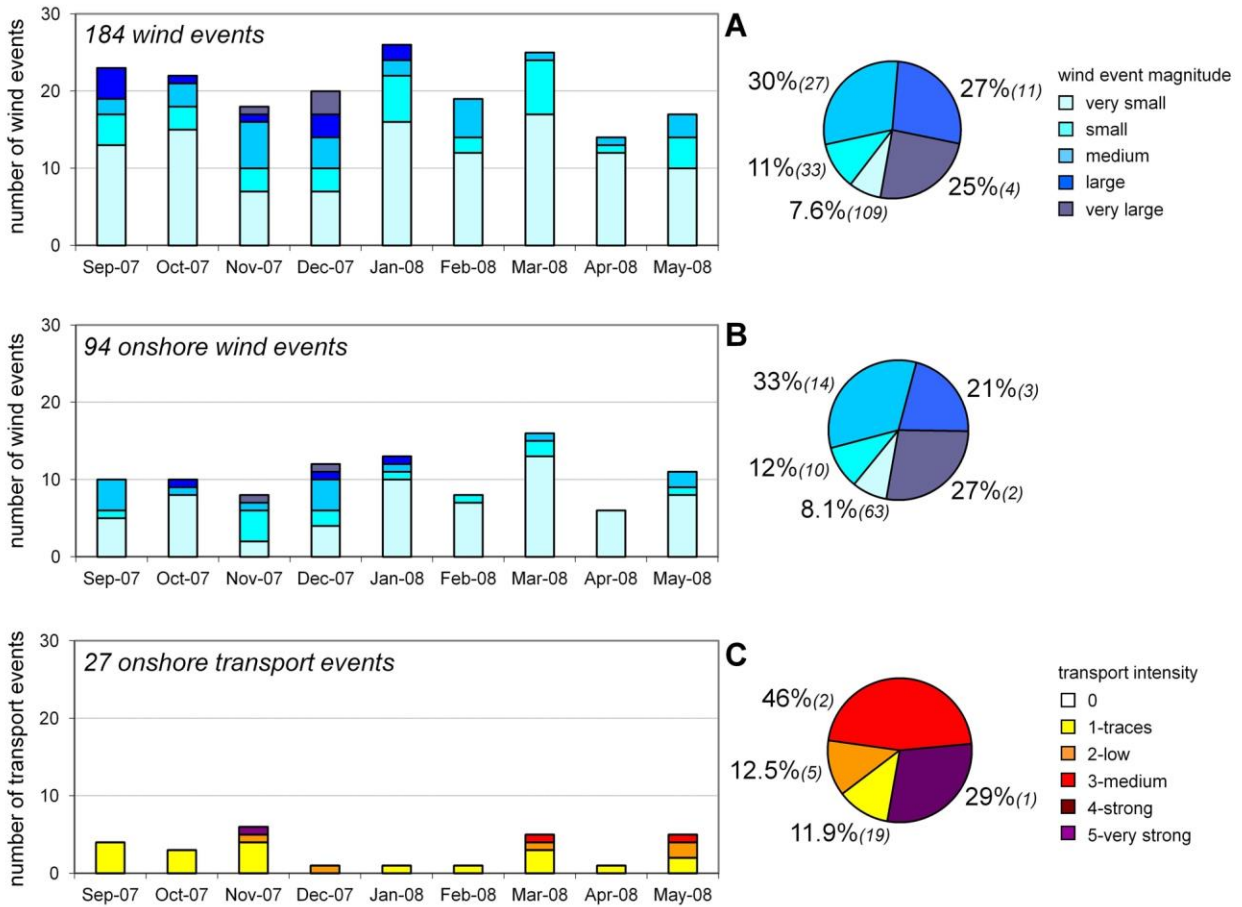 184 wind events
number of wind events
30
20
10
0
Sep-07 Oct-07 Nov-07 Dec-07 Jan-08 Feb-08 Mar-08 Apr-08 May-08
A
30%(27)
27%(11)
11%(33)
25%(4)
7.6%(109)
wind event magnitude
very small
small
medium
large
very large
94 onshore wind events
number of wind events
30
20
10
0
Sep-07 Oct-07 Nov-07 Dec-07 Jan-08 Feb-08 Mar-08 Apr-08 May-08
B
33%(14)
21%(3)
12%(10)
27%(2)
8.1%(63)
27 onshore transport events
number of transport events
30
20
10
0
Sep-07 Oct-07 Nov-07 Dec-07 Jan-08 Feb-08 Mar-08 Apr-08 May-08
C
46%(2)
12.5%(5)
29%(1)
11.9%(19)
transport intensity
0
1-traces
2-low
3-medium
4-strong
5-very strong